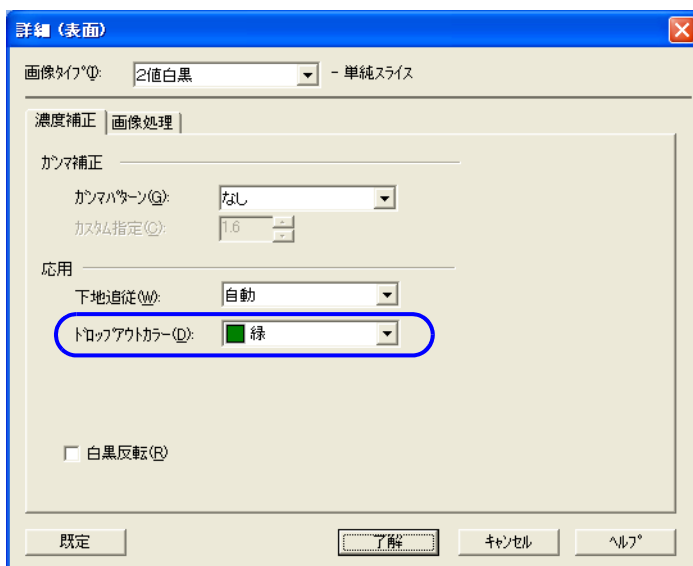 詳細（表面）
画像ﾀｲﾌﾟ(I): 2値白黒 - 単純ｽﾗｲｽ
濃度補正 画像処理
ｶﾞﾝﾏ補正
ｶﾞﾝﾏﾊﾟﾀｰﾝ(G): なし
ｶｽﾀﾑ指定(C): 1.6
応用
下地追従(W): 自動
ﾄﾞﾛｯﾌﾟｱｳﾄｶﾗｰ(D): 緑
白黒反転(R)
既定 了解 ｷｬﾝｾﾙ ﾍﾙﾌﾟ